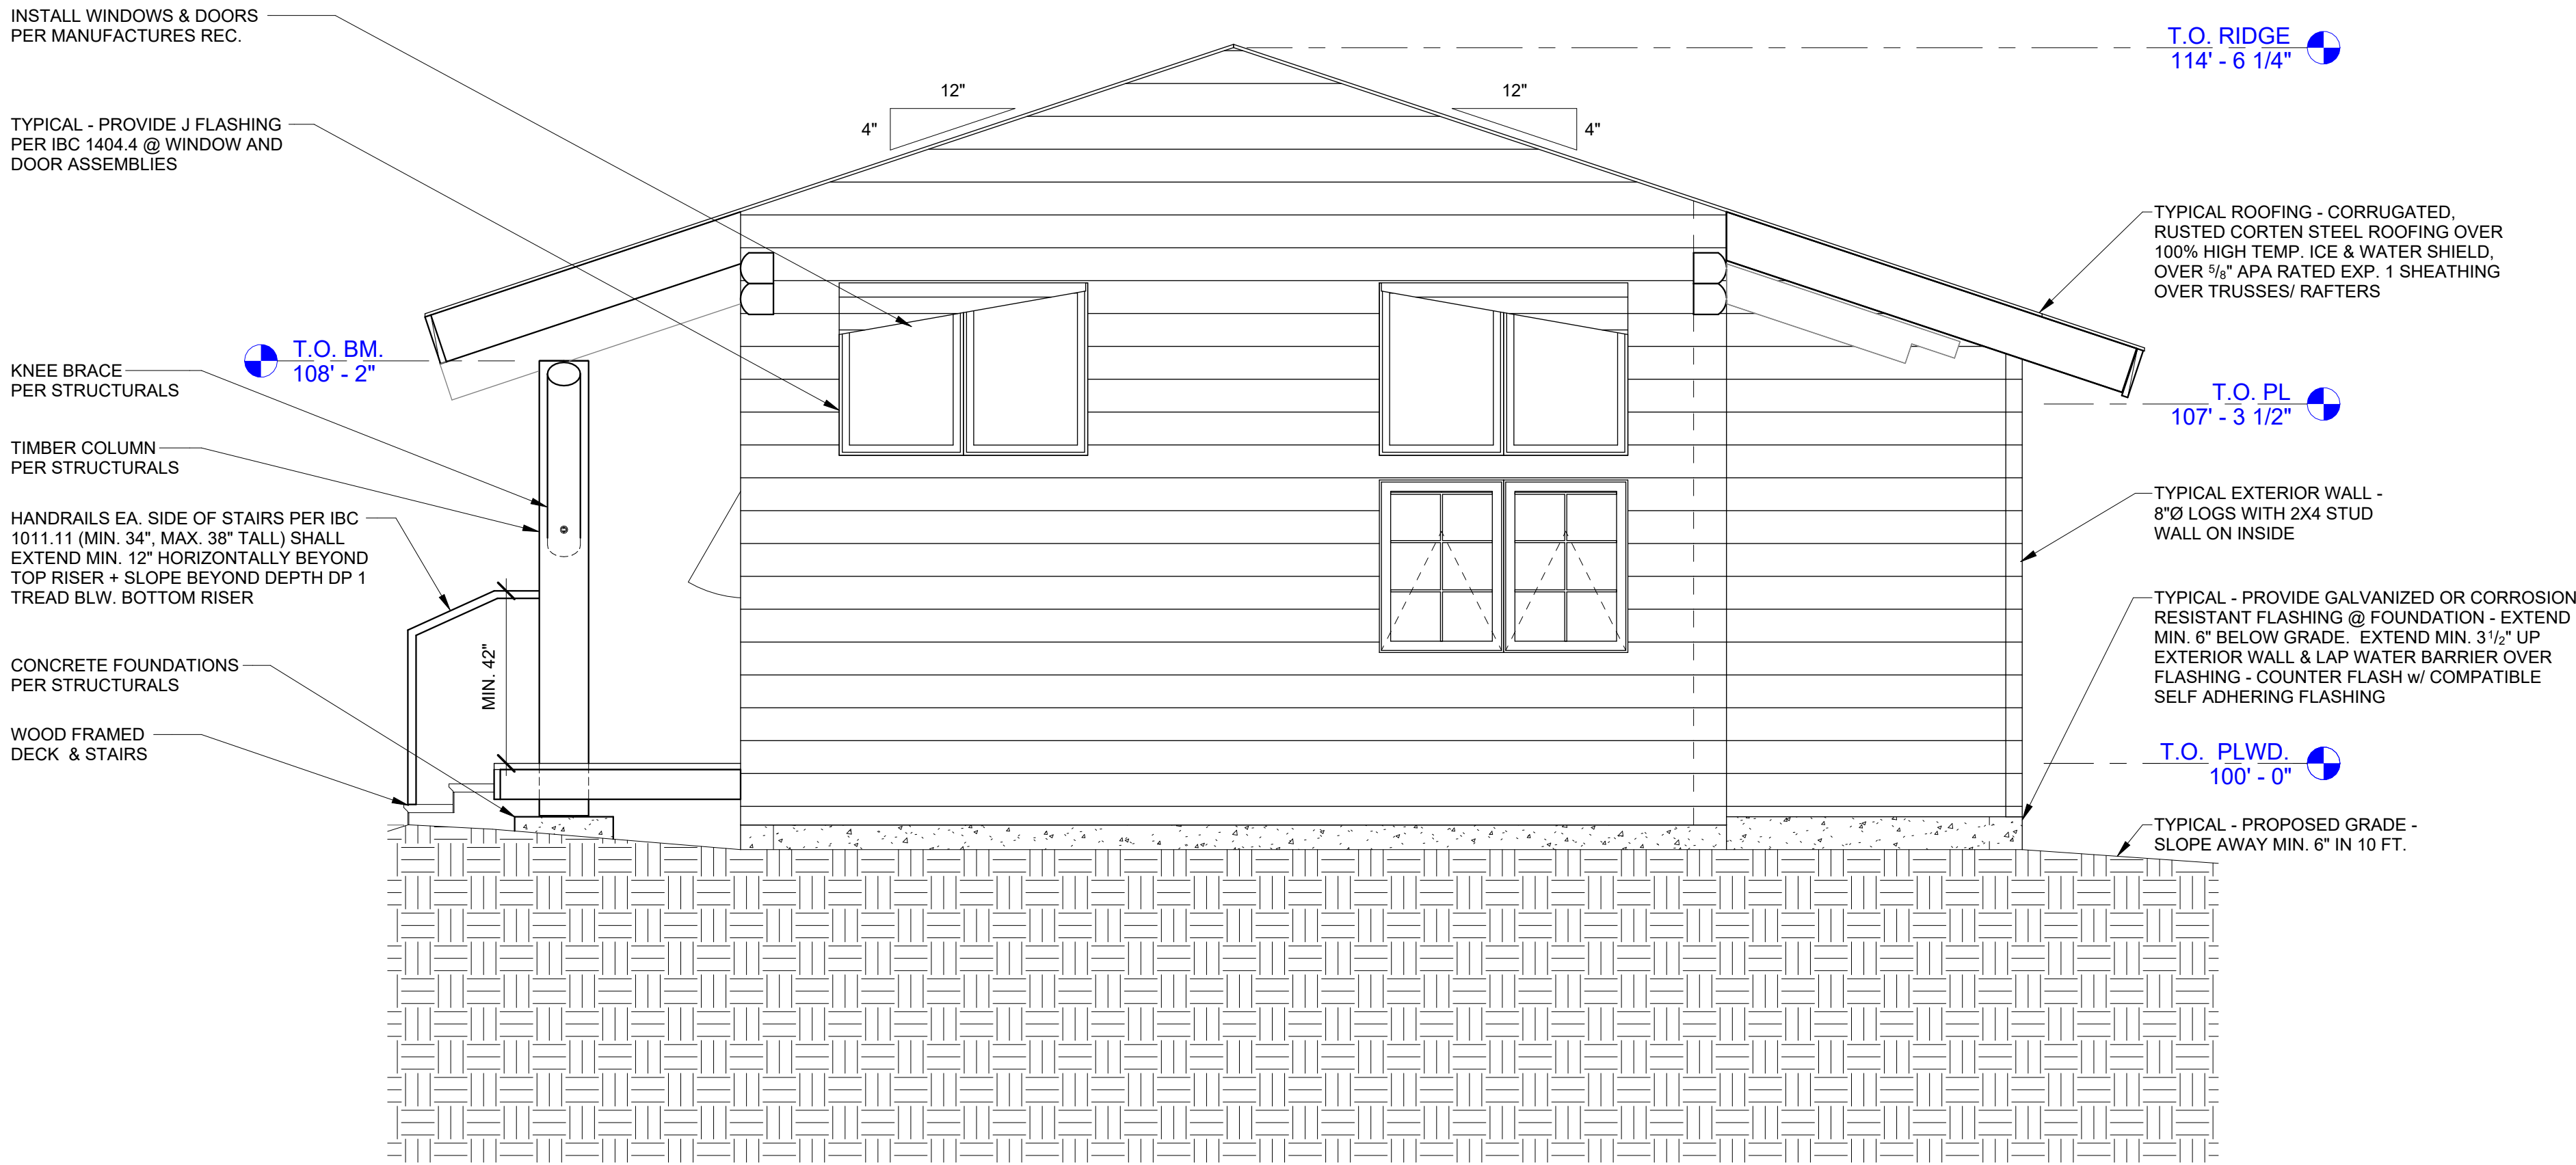 INSTALL WINDOWS & DOORS
PER MANUFACTURES REC.
T.O. RIDGE
114' - 6 1/4"
12"
4"
12"
4"
TYPICAL - PROVIDE J FLASHING
PER IBC 1404.4 @ WINDOW AND
DOOR ASSEMBLIES
TYPICAL ROOFING - CORRUGATED,
RUSTED CORTEN STEEL ROOFING OVER
100% HIGH TEMP. ICE & WATER SHIELD,
OVER 5/8" APA RATED EXP. 1 SHEATHING
OVER TRUSSES/ RAFTERS
T.O. BM.
108' - 2"
KNEE BRACE
PER STRUCTURALS
T.O. PL
107' - 3 1/2"
TIMBER COLUMN
PER STRUCTURALS
TYPICAL EXTERIOR WALL -
8"Ø LOGS WITH 2X4 STUD
WALL ON INSIDE
HANDRAILS EA. SIDE OF STAIRS PER IBC
1011.11 (MIN. 34", MAX. 38" TALL) SHALL
EXTEND MIN. 12" HORIZONTALLY BEYOND
TOP RISER + SLOPE BEYOND DEPTH DP 1
TREAD BLW. BOTTOM RISER
TYPICAL - PROVIDE GALVANIZED OR CORROSION
RESISTANT FLASHING @ FOUNDATION - EXTEND
MIN. 6" BELOW GRADE. EXTEND MIN. 3 1/2" UP
EXTERIOR WALL & LAP WATER BARRIER OVER
FLASHING - COUNTER FLASH w/ COMPATIBLE
SELF ADHERING FLASHING
MIN. 42"
CONCRETE FOUNDATIONS
PER STRUCTURALS
WOOD FRAMED
DECK & STAIRS
T.O. PLWD.
100' - 0"
TYPICAL - PROPOSED GRADE -
SLOPE AWAY MIN. 6" IN 10 FT.